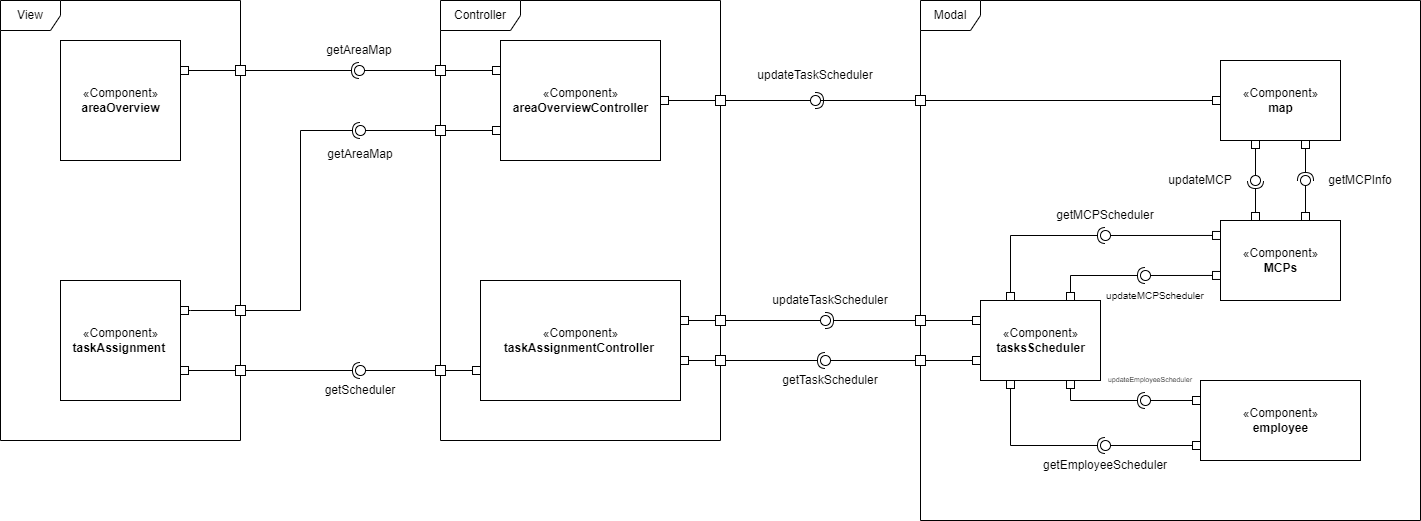 View
Controller
Modal
getAreaMap
updateTaskScheduler
«Component»
areaOverview
«Component»
areaOverviewController
«Component»
map
getAreaMap
updateMCP
getMCPInfo
getMCPScheduler
«Component»
MCPs
updateMCPScheduler
updateTaskScheduler
«Component»
taskAssignment
«Component»
taskAssignmentController
«Component»
tasksScheduler
getScheduler
getTaskScheduler
updateEmployeeScheduler
«Component»
employee
getEmployeeScheduler